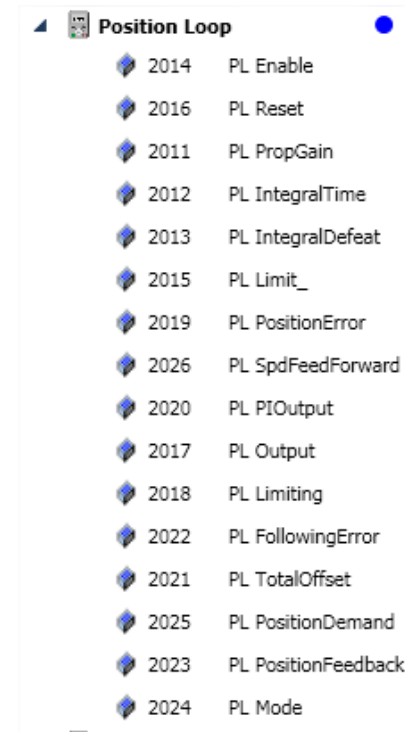 Position Loop
2014 PL Enable
2016 PL Reset
2011 PL PropGain
2012 PL IntegralTime
2013 PL IntegralDefeat
2015 PL Limit_
2019 PL PositionError
2026 PL SpdFeedForward
2020 PL PIOutput
2017 PL Output
2018 PL Limiting
2022 PL FollowingError
2021 PL TotalOffset
2025 PL PositionDemand
2023 PL PositionFeedback
2024 PL Mode